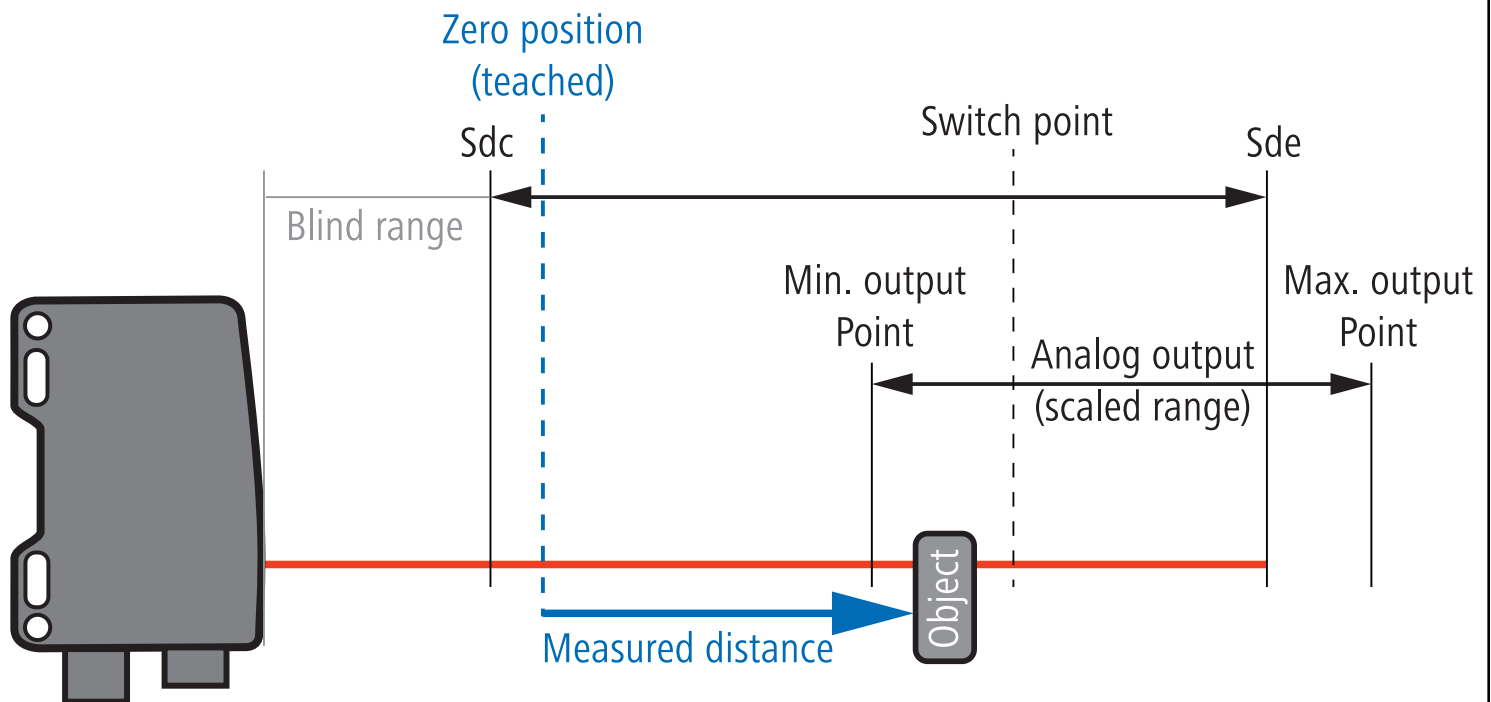 Zero position
(teached)
Sdc
Switch point
Sde
Blind range
Min. output
Point
Max. output
Point
Analog output
(scaled range)
Object
Measured distance